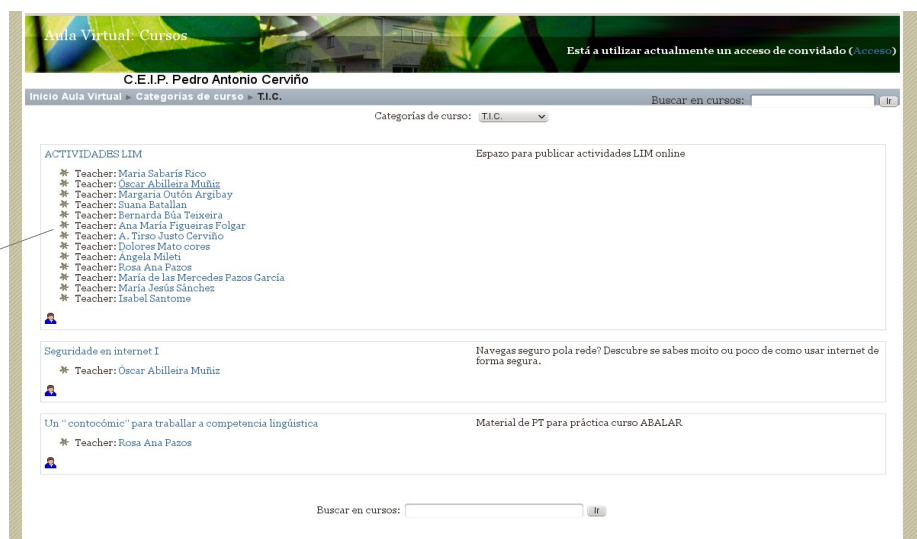 Aula Virtual: Cursos
Está a utilizar actualmente un acceso de convidado (Acceso)
C.E.I.P. Pedro Antonio Cerviño
Inicio Aula Virtual ► Categorías de curso ► T.I.C.
Buscar en cursos: Ir
Categorías de curso: T.I.C.
ACTIVIDADES LIM
Espazo para publicar actividades LIM online
Teacher: Maria Sabarís Rico
Teacher: Óscar Abilleira Muñiz
Teacher: Margaria Outón Argibay
Teacher: Suana Batallan
Teacher: Bernarda Búa Teixeira
Teacher: Ana María Figueiras Folgar
Teacher: A. Tirso Justo Cerviño
Teacher: Dolores Mato cores
Teacher: Ángela Mileti
Teacher: Rosa Ana Pazos
Teacher: María de las Mercedes Pazos García
Teacher: María Jesús Sánchez
Teacher: Isabel Santome
Seguridade en internet I
Navegas seguro pola rede? Descubre se sabes moito ou poco de como usar internet de
forma segura.
Teacher: Óscar Abilleira Muñiz
Un "contocómic" para traballar a competencia lingúistica
Material de PT para práctica curso ABALAR
Teacher: Rosa Ana Pazos
Buscar en cursos: Ir